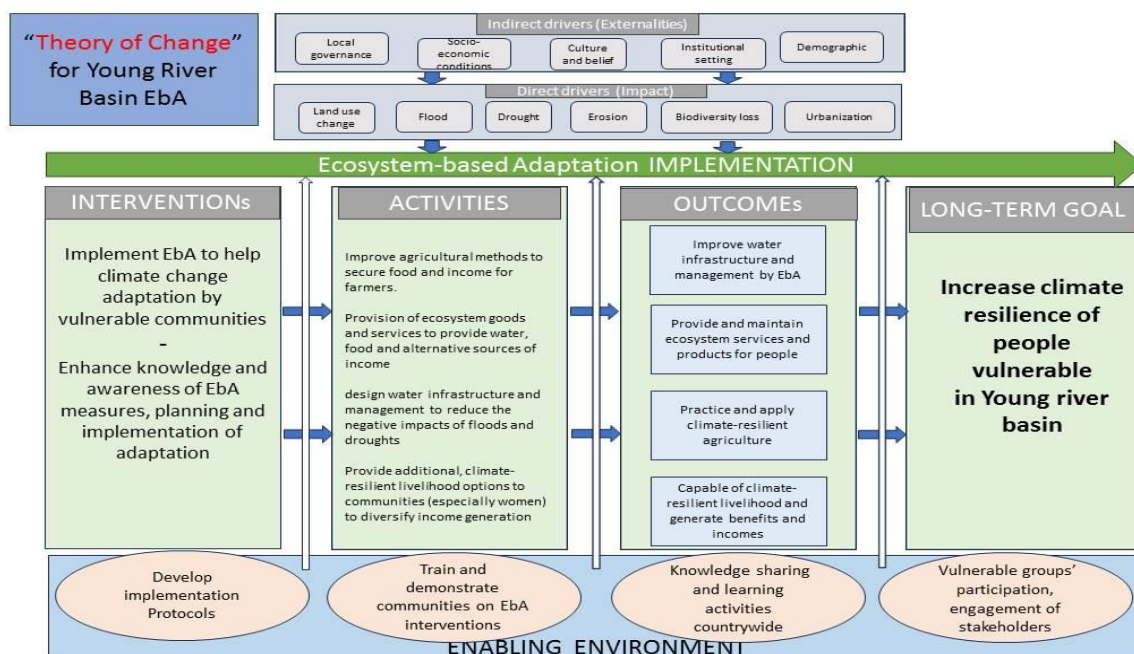 “Theory of Change”
for Young River
Basin EbA
Indirect drivers (Externalities)
Local
governance
Socio-
economic
conditions
Culture
and belief
Institutional
setting
Demographic
Direct drivers (Impact)
Land use
change
Flood
Drought
Erosion
Biodiversity loss
Urbanization
Ecosystem-based Adaptation IMPLEMENTATION
INTERVENTIONs
Implement EbA to help
climate change
adaptation by
vulnerable communities
-
Enhance knowledge and
awareness of EbA
measures, planning and
implementation of
adaptation
ACTIVITIES
Improve agricultural methods to
secure food and income for
farmers.
Provision of ecosystem goods
and services to provide water,
food and alternative sources of
income
design water infrastructure and
management to reduce the
negative impacts of floods and
droughts
Provide additional, climate-
resilient livelihood options to
communities (especially women)
to diversify income generation
OUTCOMEs
Improve water
infrastructure and
management by EbA
Provide and maintain
ecosystem services and
products for people
Practice and apply
climate-resilient
agriculture
Capable of climate-
resilient livelihood and
generate benefits and
incomes
LONG-TERM GOAL
Increase climate
resilience of
people
vulnerable
in Young river
basin
Develop
implementation
Protocols
Train and
demonstrate
communities on EbA
interventions
Knowledge sharing
and learning
activities
countrywide
Vulnerable groups’
participation,
engagement of
stakeholders
ENABLING ENVIRONMENT